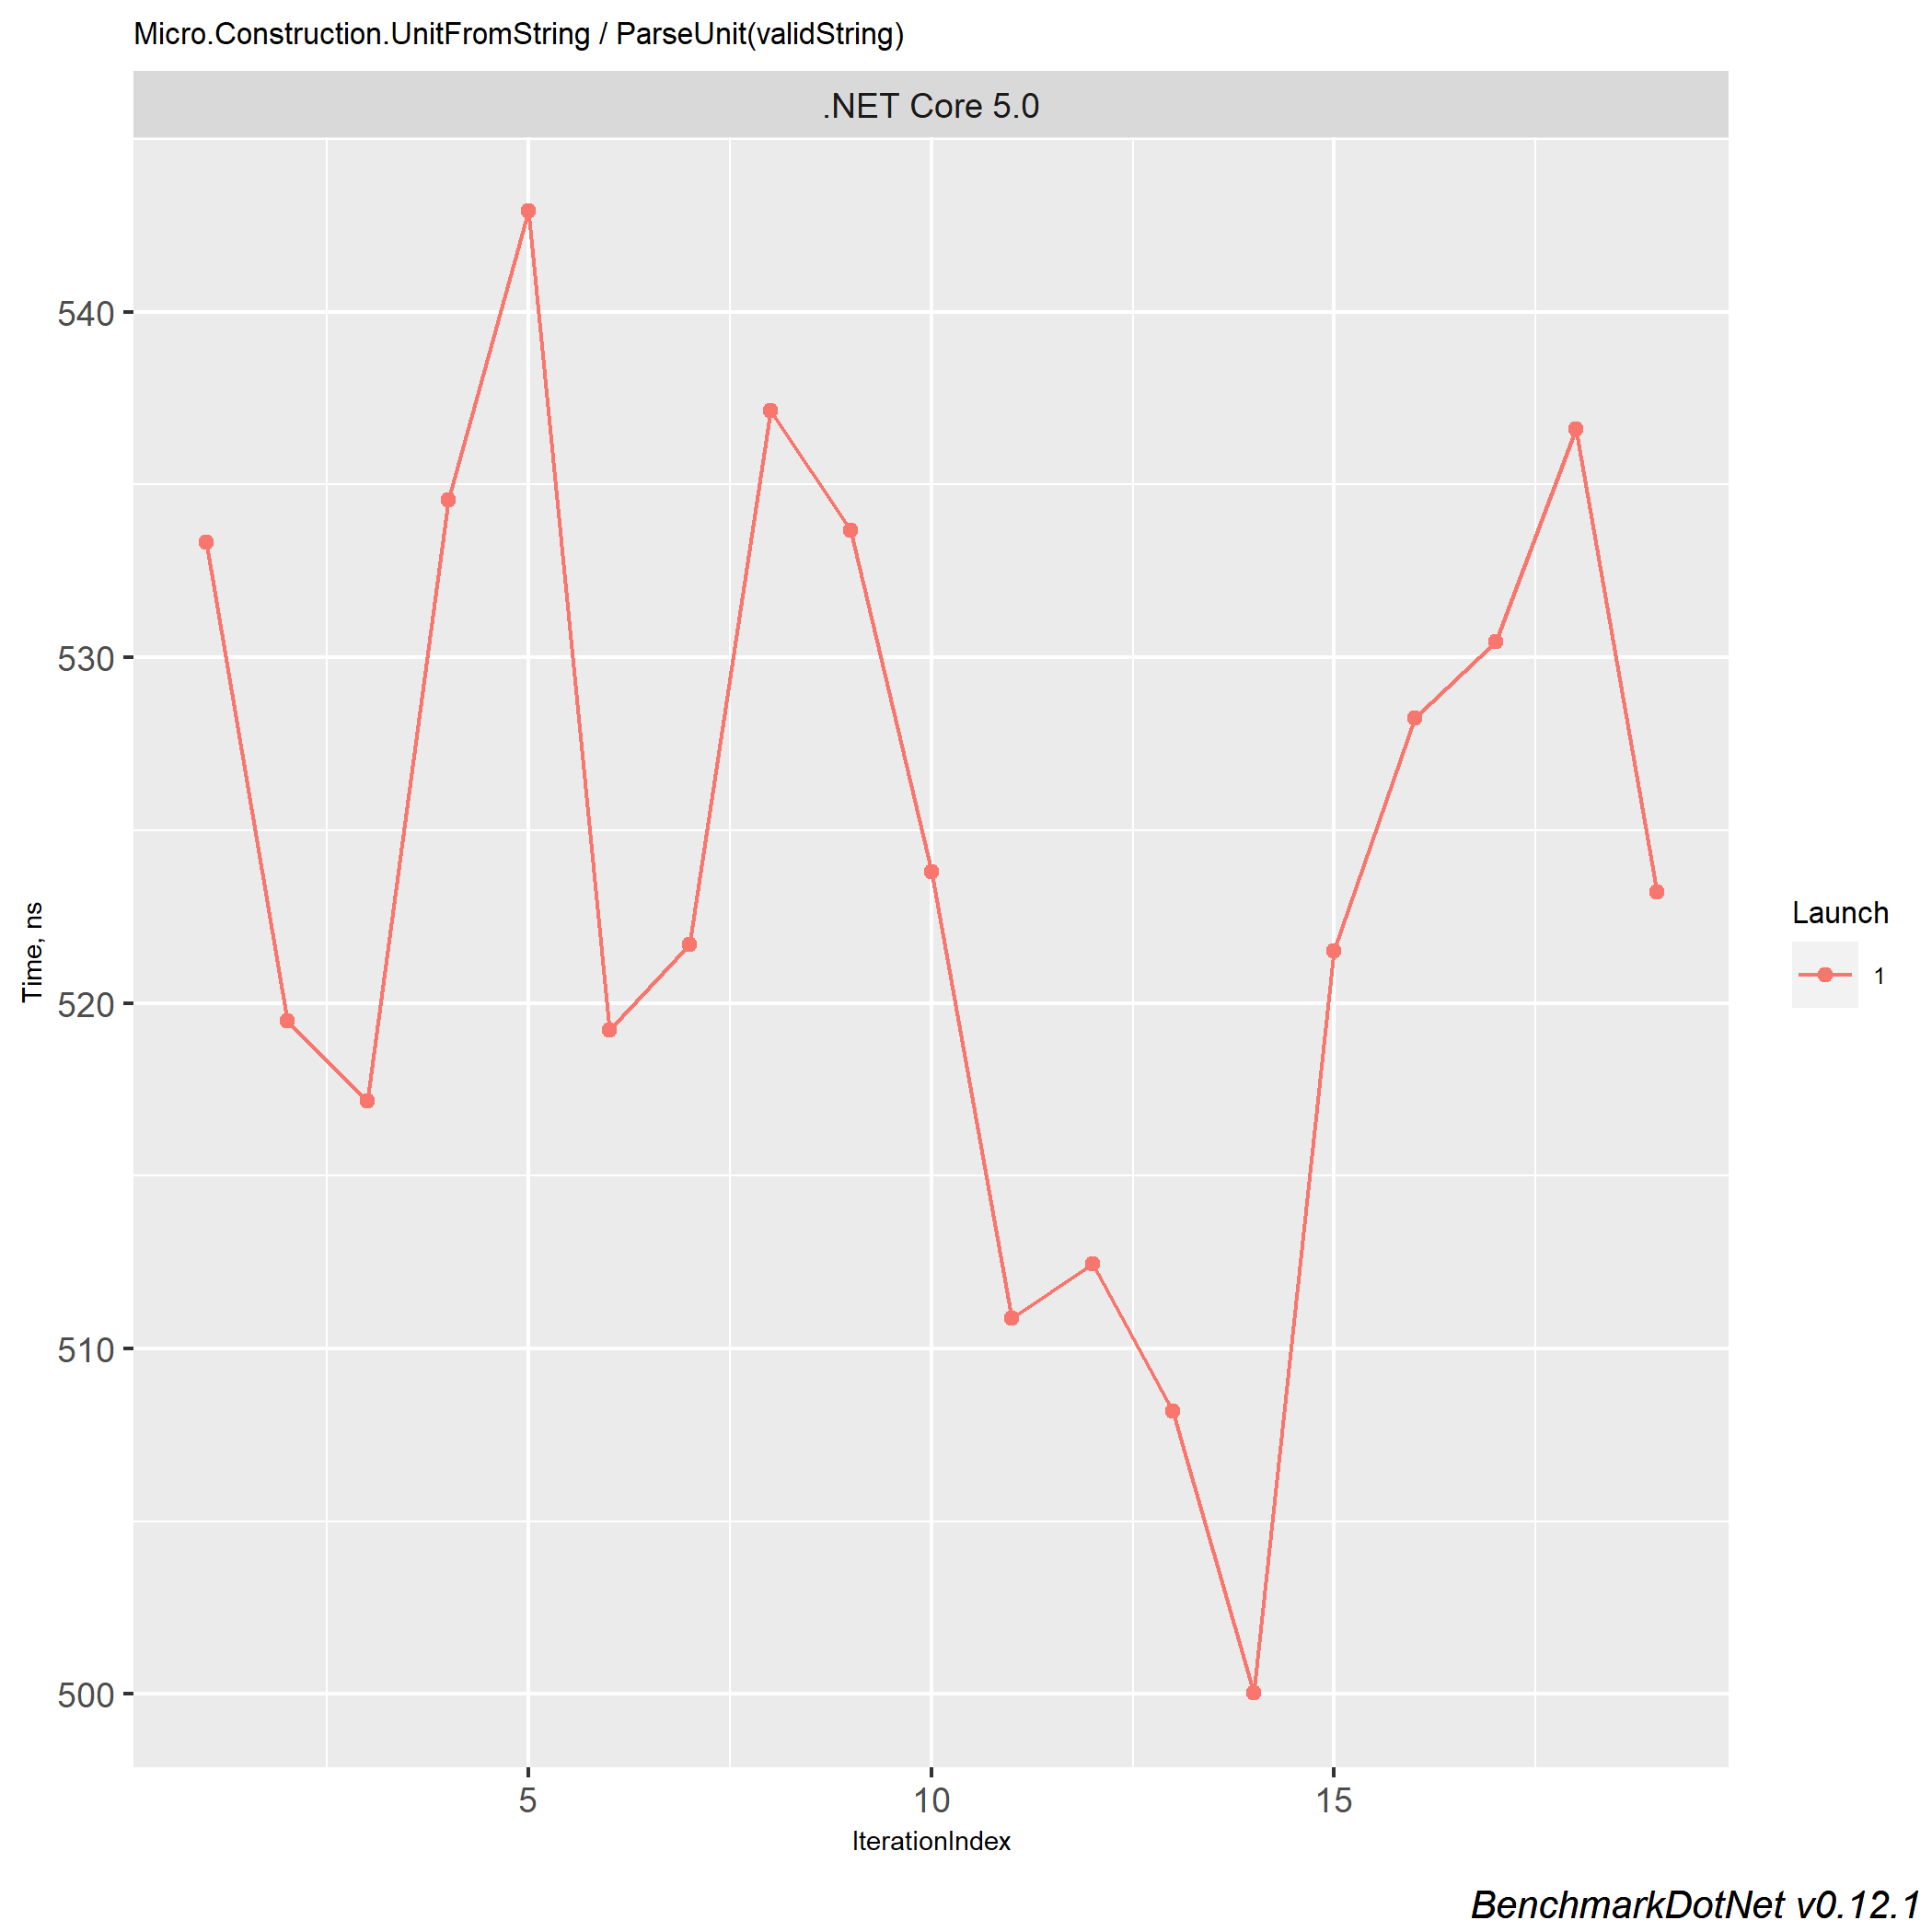 Micro.Construction.UnitFromString / ParseUnit(validString)
.NET Core 5.0
540
530
520
510
500
Time, ns
5 10 15
IterationIndex
Launch
1
BenchmarkDotNet v0.12.1